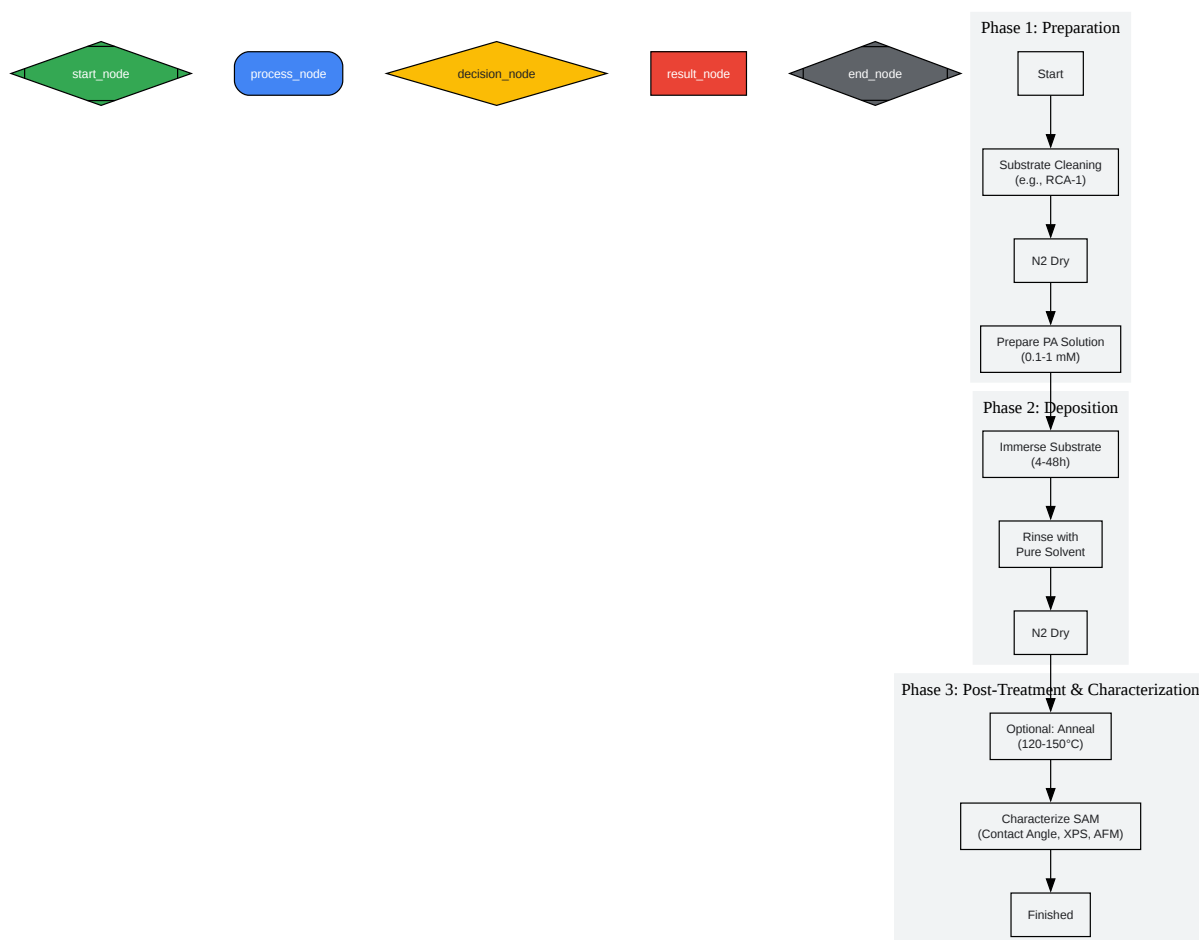 start_node
process_node
decision_node
result_node
end_node
Phase 1: Preparation
Start
Substrate Cleaning
(e.g., RCA-1)
N2 Dry
Prepare PA Solution
(0.1-1 mM)
Phase 2: Deposition
Immerse Substrate
(4-48h)
Rinse with
Pure Solvent
N2 Dry
Phase 3: Post-Treatment & Characterization
Optional: Anneal
(120-150°C)
Characterize SAM
(Contact Angle, XPS, AFM)
Finished